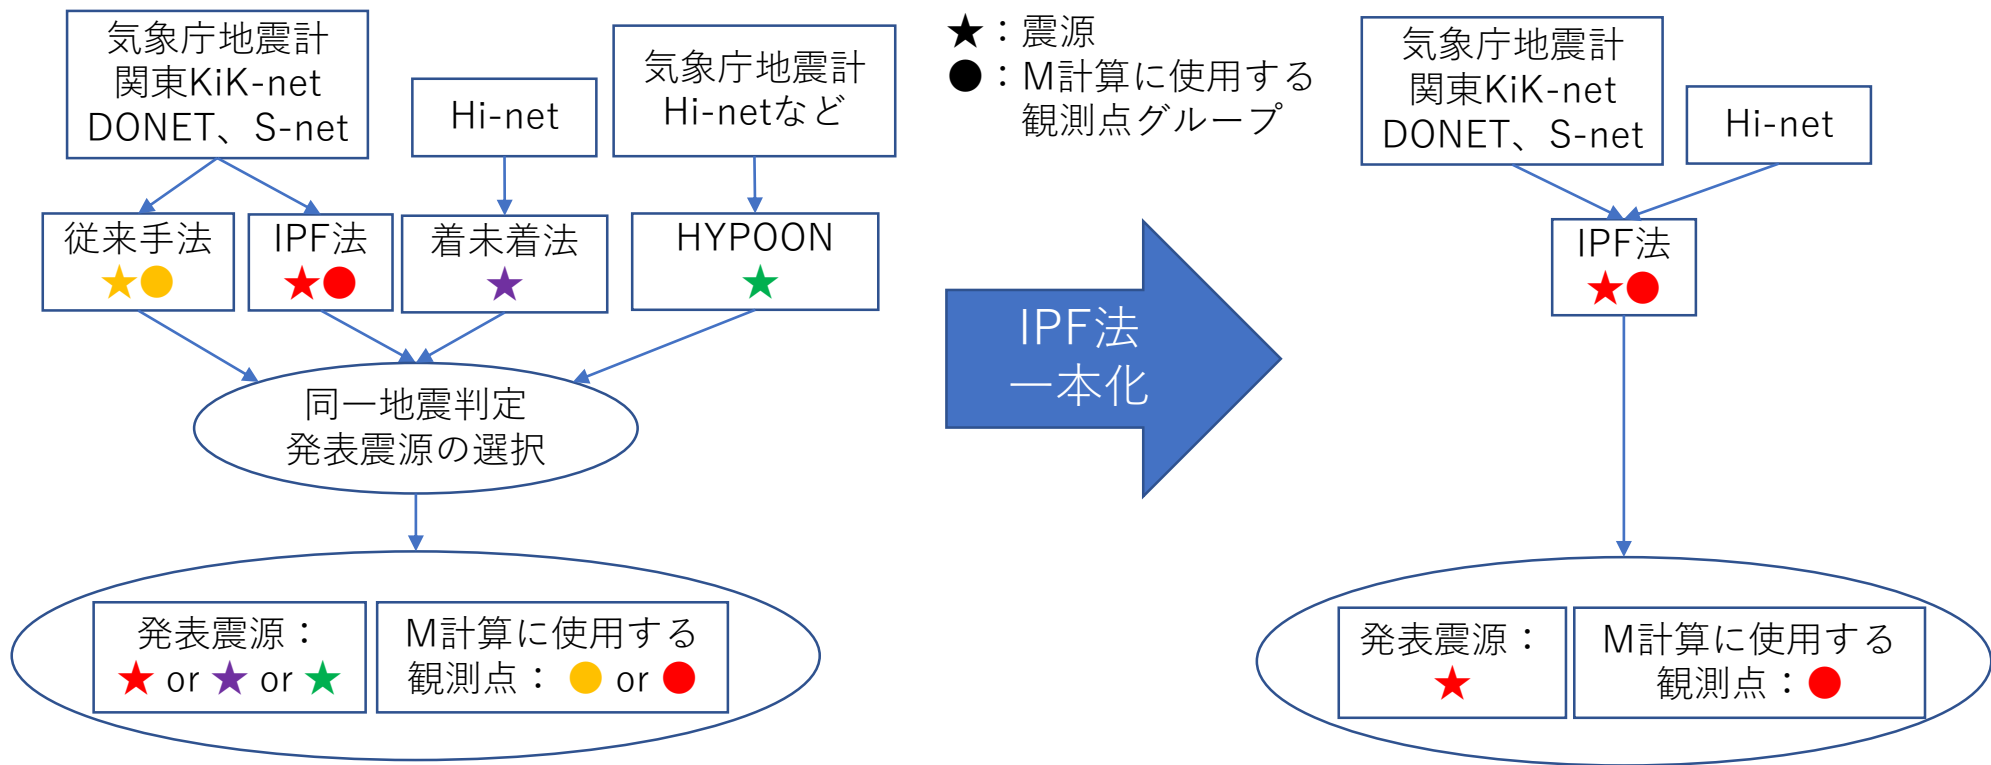 気象庁地震計
関東KiK-net
DONET、S-net
Hi-net
気象庁地震計
Hi-netなど
従来手法
★●
IPF法
★●
着未着法
★
HYPOON
★
同一地震判定
発表震源の選択
発表震源：
★ or ★ or ★
M計算に使用する
観測点：● or ●
★：震源
●：M計算に使用する
観測点グループ
IPF法
一本化
気象庁地震計
関東KiK-net
DONET、S-net
Hi-net
IPF法
★●
発表震源：
★
M計算に使用する
観測点：●